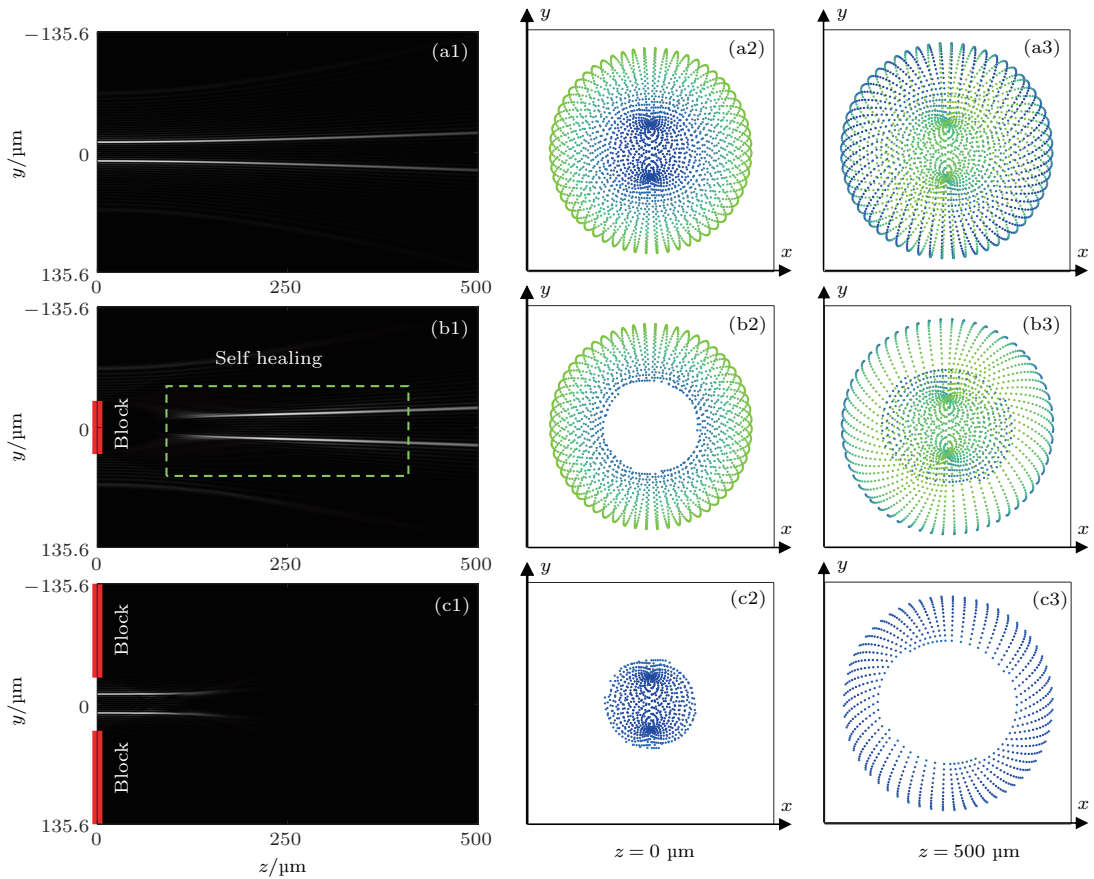 −135.6
(a1)
y/µm
0
135.6
0
250
500
y
(a2)
x
y
(a3)
x
−135.6
(b1)
Self healing
Block
y/µm
0
135.6
0
250
500
y
(b2)
x
y
(b3)
x
−135.6
(c1)
Block
y/µm
0
Block
135.6
0
250
500
z/µm
y
(c2)
x
z = 0 µm
y
(c3)
x
z = 500 µm